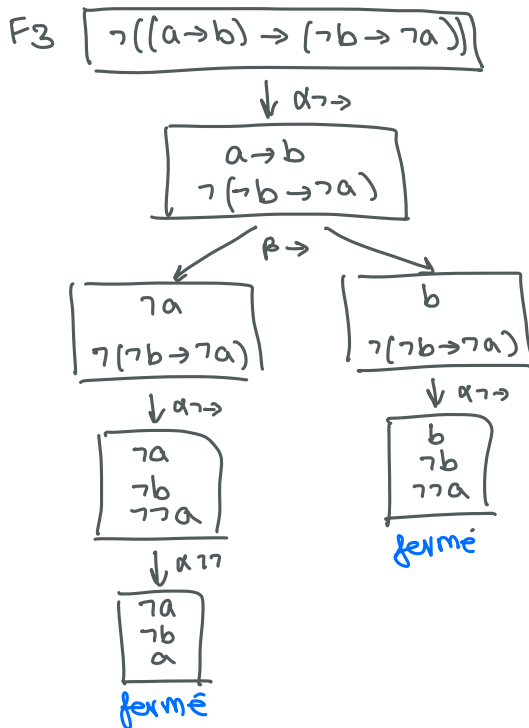 F3 ¬((a→b) → (¬b→¬a))
↓ α¬→
a→b
¬(¬b→¬a)
β→
¬a
¬(¬b→¬a)
b
¬(¬b→¬a)
↓ α¬→
↓ α¬→
¬a
¬b
¬¬a
b
¬b
¬¬a
fermé
↓ α¬¬
¬a
¬b
a
fermé